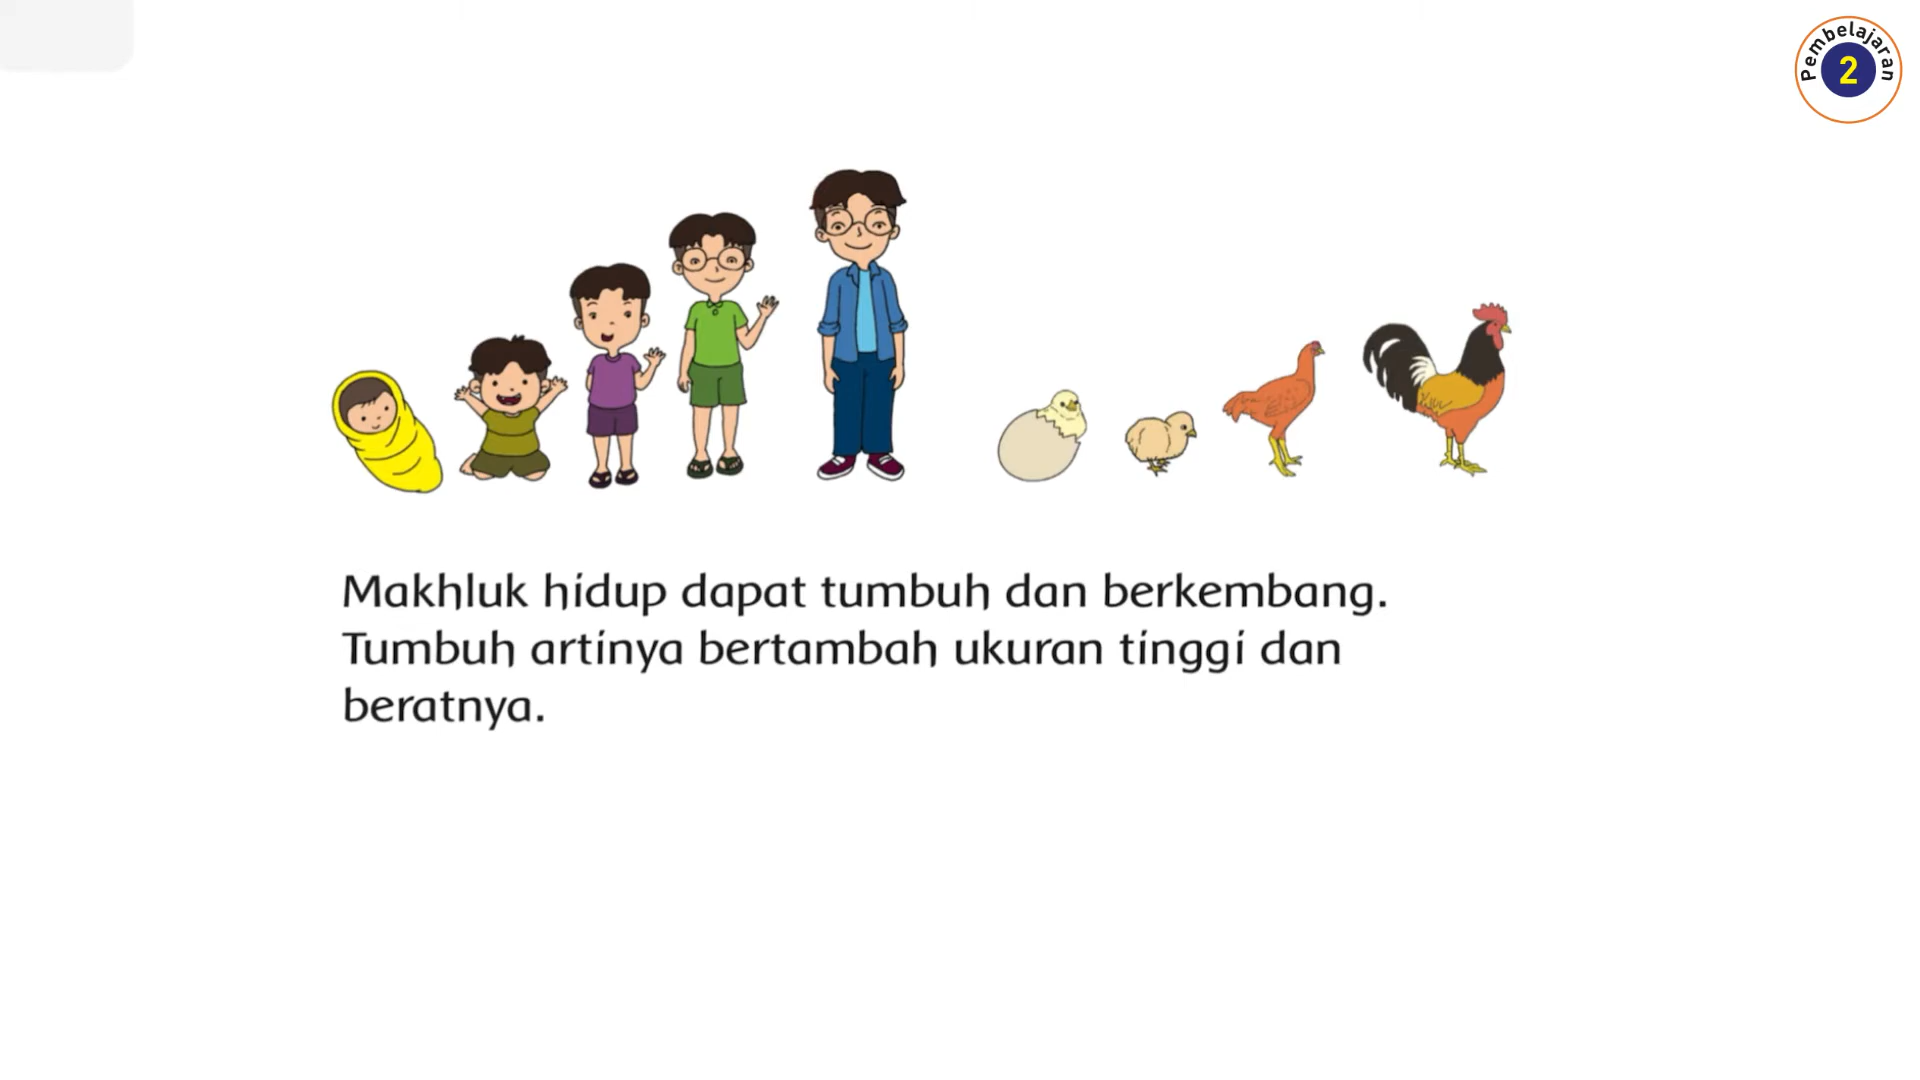 Pembelajaran
2
Makhluk hidup dapat tumbuh dan berkembang.
Tumbuh artinya bertambah ukuran tinggi dan
beratnya.